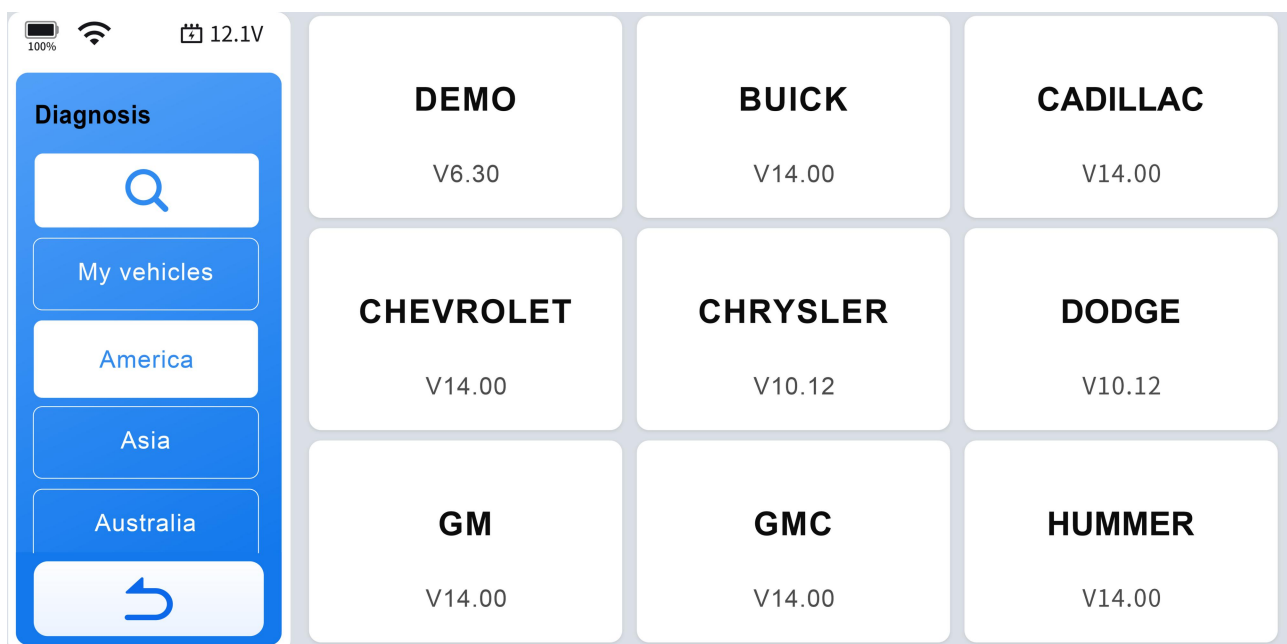 100%
12.1V
Diagnosis
My vehicles
America
Asia
Australia
DEMO
V6.30
BUICK
V14.00
CADILLAC
V14.00
CHEVROLET
V14.00
CHRYSLER
V10.12
DODGE
V10.12
GM
V14.00
GMC
V14.00
HUMMER
V14.00